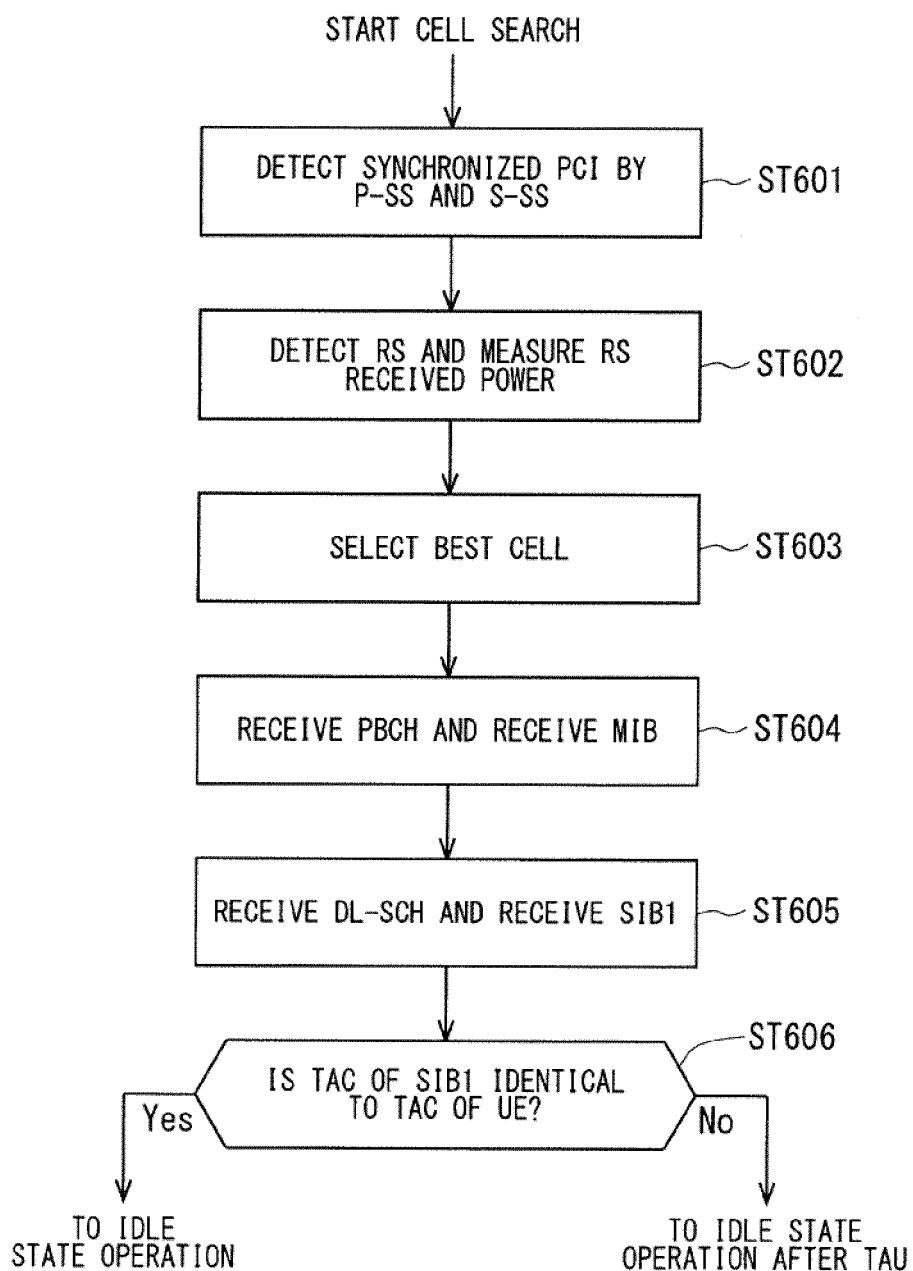 START CELL SEARCH
DETECT SYNCHRONIZED PCI BY
P-SS AND S-SS
ST601
DETECT RS AND MEASURE RS
RECEIVED POWER
ST602
SELECT BEST CELL
ST603
RECEIVE PBCH AND RECEIVE MIB
ST604
RECEIVE DL-SCH AND RECEIVE SIB1
ST605
ST606
IS TAC OF SIB1 IDENTICAL
TO TAC OF UE?
Yes
No
TO IDLE
STATE OPERATION
TO IDLE STATE
OPERATION AFTER TAU